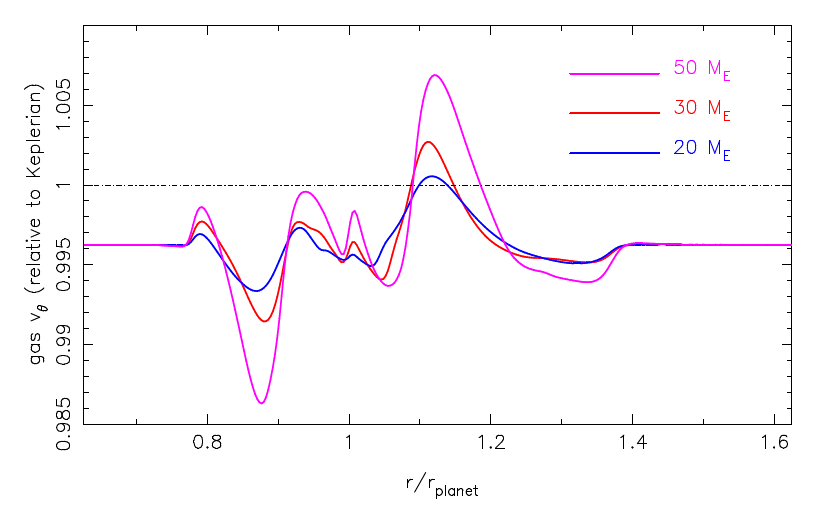 50 M_E
30 M_E
20 M_E
gas v_θ (relative to Keplerian)
1.005
1
0.995
0.99
0.985
0.8 1 1.2 1.4 1.6
r/r_planet